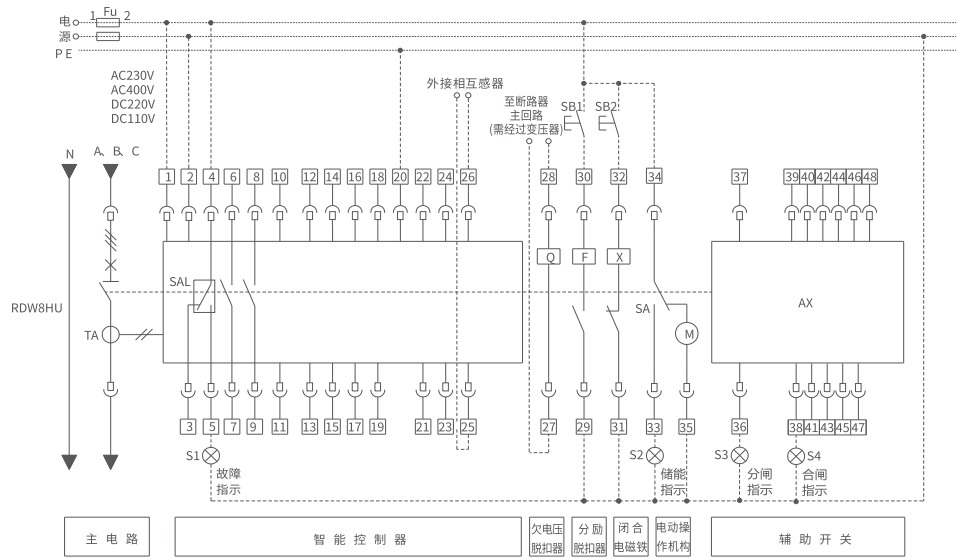 电
源
1 Fu 2
PE
AC230V
AC400V
DC220V
DC110V
外接相互感器
至断路器
主回路
(需经过变压器)
SB1
SB2
N
A、B、C
1 2 4 6 8 10 12 14 16 18 20 22 24 26 28 30 32 34 37 39 40 42 44 46 48
Q
F
X
SAL
RDW8HU
SA
AX
TA
M
3 5 7 9 11 13 15 17 19 21 23 25 27 29 31 33 35 36 38 41 43 45 47
S1
故障
指示
S2
储能
指示
S3
分闸
指示
S4
合闸
指示
主电路
智能控制器
欠电压
脱扣器
分励
脱扣器
闭合
电磁铁
电动操
作机构
辅助开关